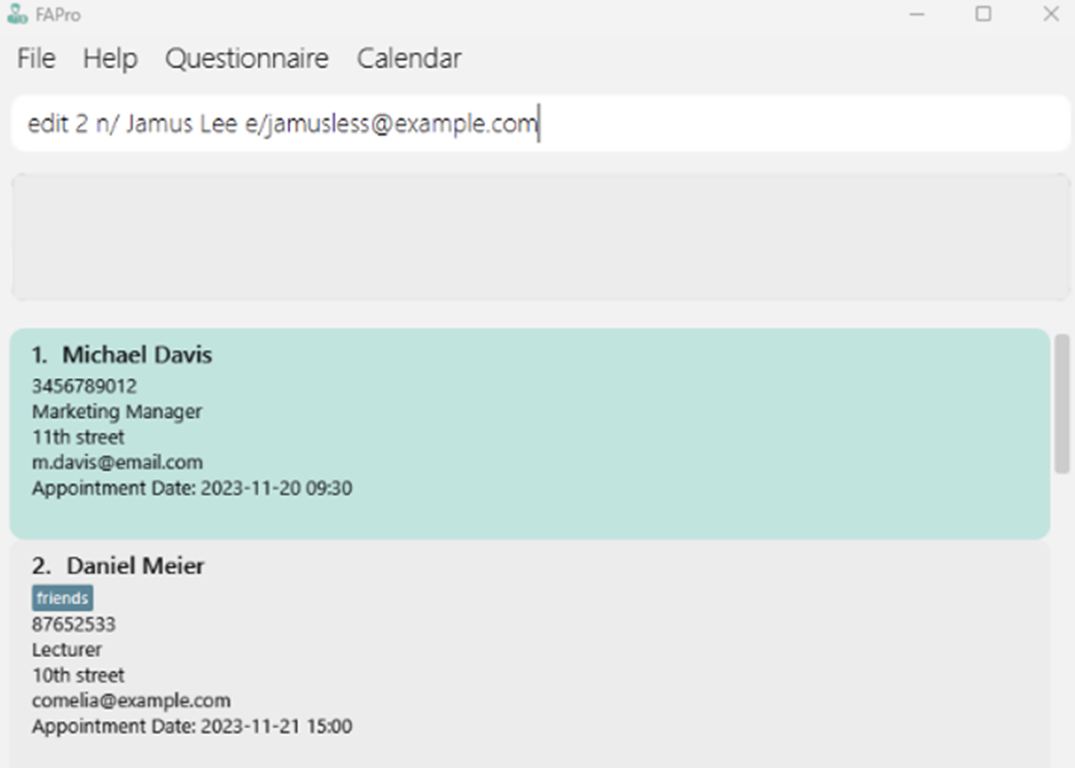 FAPro
File Help Questionnaire Calendar
edit 2 n/ Jamus Lee e/jamusless@example.com
1. Michael Davis
3456789012
Marketing Manager
11th street
m.davis@email.com
Appointment Date: 2023-11-20 09:30
2. Daniel Meier
friends
87652533
Lecturer
10th street
cornelia@example.com
Appointment Date: 2023-11-21 15:00